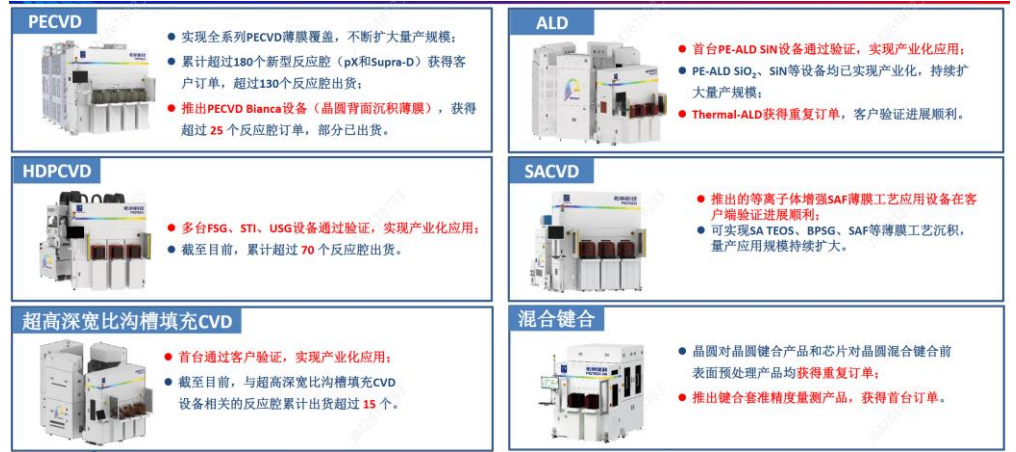 PECVD
实现全系列PECVD薄膜覆盖，不断扩大量产规模；
累计超过180个新型反应腔（pX和Supra-D）获得客
户订单，超过130个反应腔出货；
推出PECVD Bianca设备（晶圆背面沉积薄膜），获得
超过 25 个反应腔订单，部分已出货。
ALD
首台PE-ALD SiN设备通过验证，实现产业化应用；
PE-ALD SiO₂、SiN等设备均已实现产业化，持续扩
大量产规模；
Thermal-ALD获得重复订单，客户验证进展顺利。
HDPCVD
多台FSG、STI、USG设备通过验证，实现产业化应用；
截至目前，累计超过 70 个反应腔出货。
SACVD
推出的等离子体增强SAF薄膜工艺应用设备在客
户端验证进展顺利；
可实现SA TEOS、BPSG、SAF等薄膜工艺沉积，
量产应用规模持续扩大。
超高深宽比沟槽填充CVD
首台通过客户验证，实现产业化应用；
截至目前，与超高深宽比沟槽填充CVD
设备相关的反应腔累计出货超过 15 个。
混合键合
晶圆对晶圆键合产品和芯片对晶圆混合键合前
表面预处理产品均获得重复订单；
推出键合套准精度量测产品，获得首台订单。